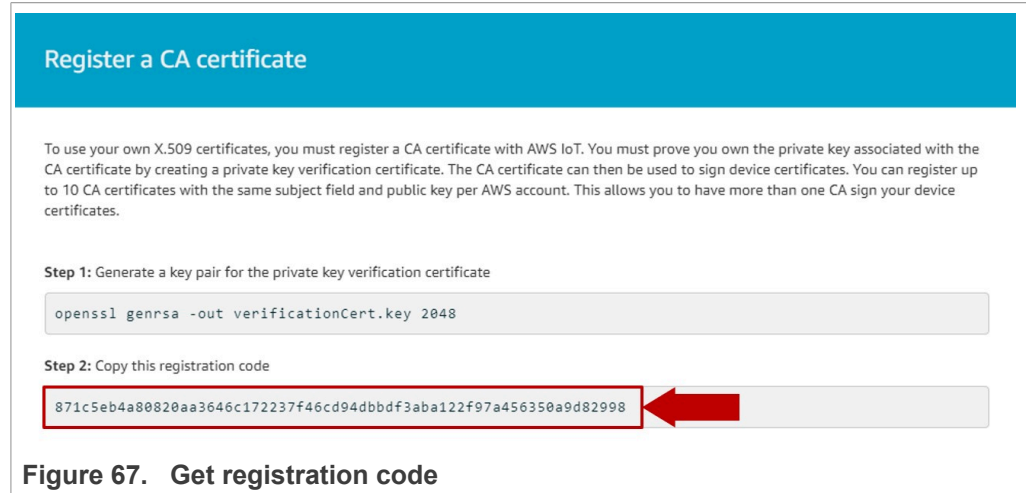 Register a CA certificate
To use your own X.509 certificates, you must register a CA certificate with AWS IoT. You must prove you own the private key associated with the
CA certificate by creating a private key verification certificate. The CA certificate can then be used to sign device certificates. You can register up
to 10 CA certificates with the same subject field and public key per AWS account. This allows you to have more than one CA sign your device
certificates.
Step 1: Generate a key pair for the private key verification certificate
openssl genrsa -out verificationCert.key 2048
Step 2: Copy this registration code
871c5eb4a80820aa3646c172237f46cd94dbbdf3aba122f97a456350a9d82998
Figure 67. Get registration code